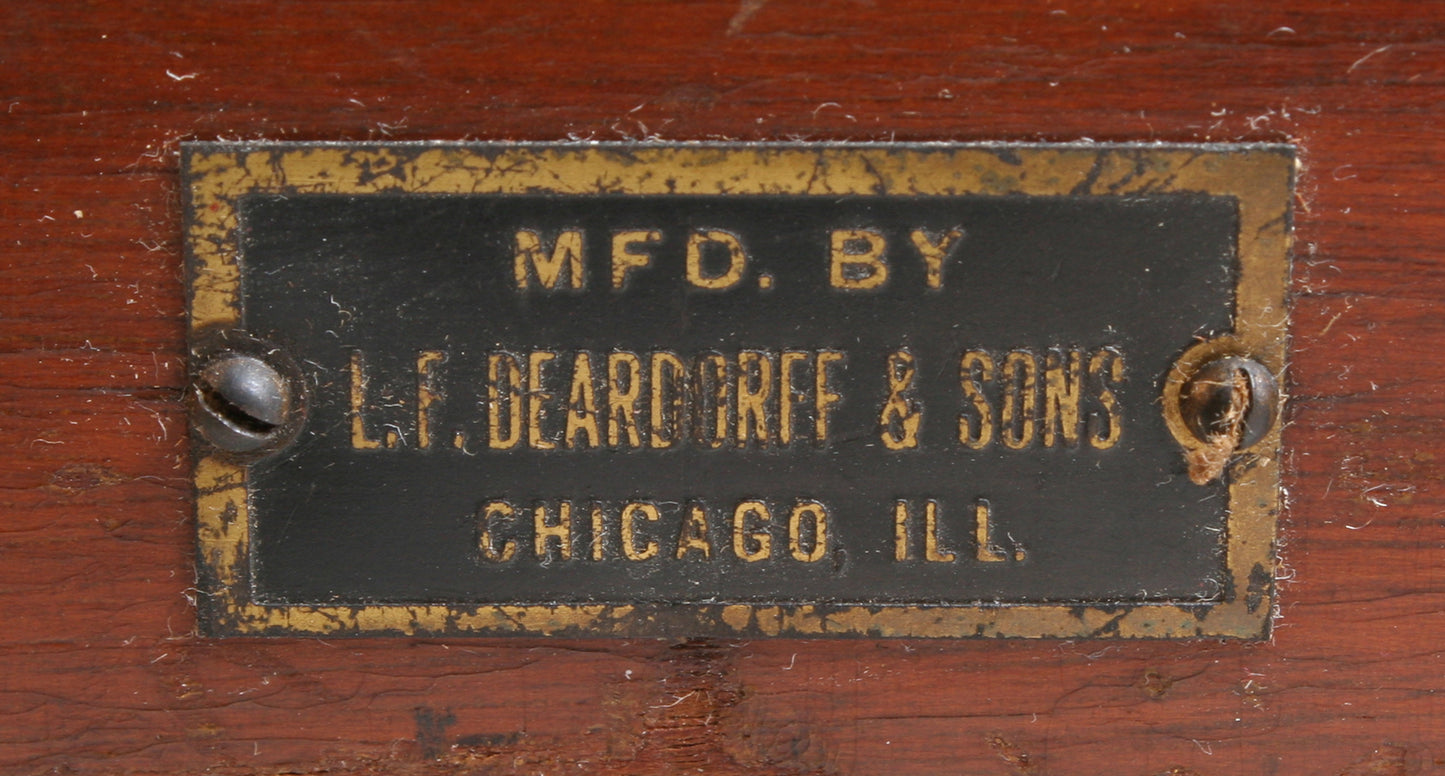 MFD. BY
L.F. DEARDORFF & SONS
CHICAGO, ILL.